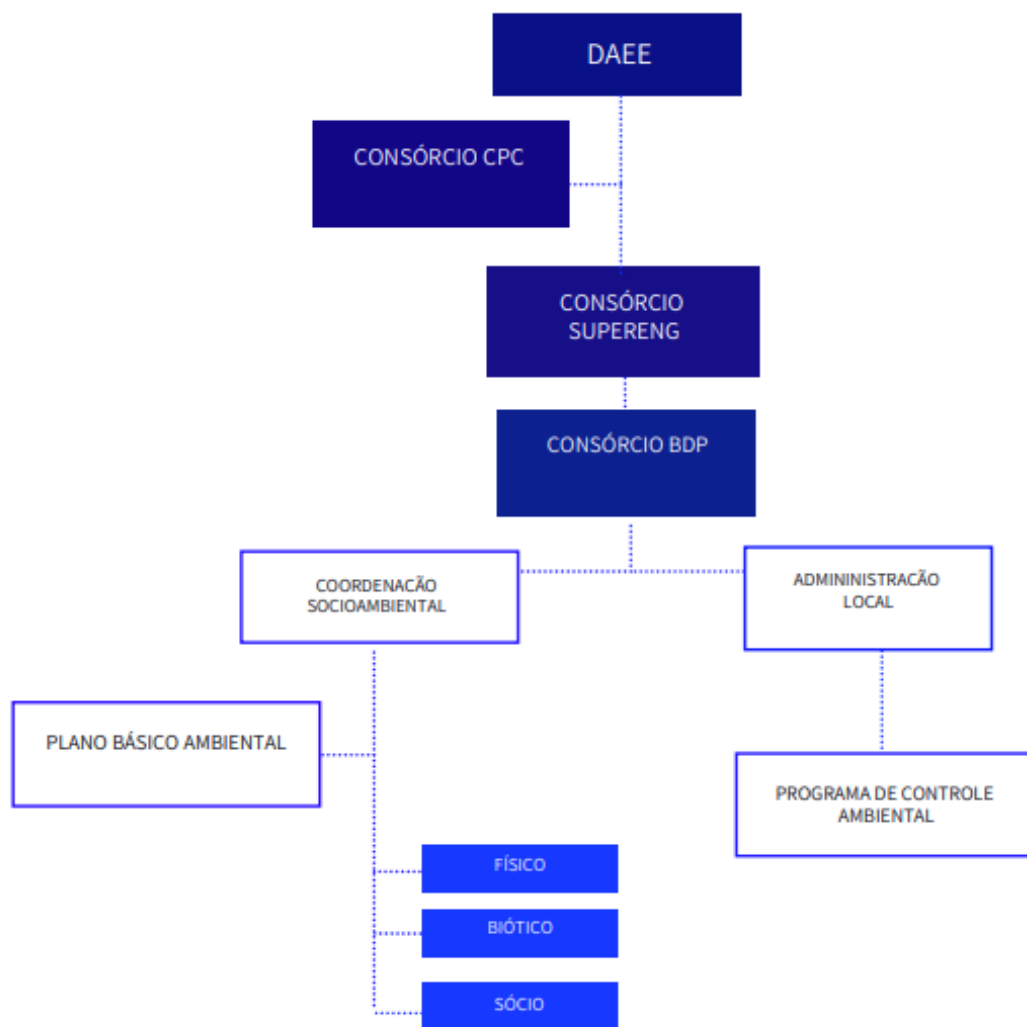 DAEE
CONSÓRCIO CPC
CONSÓRCIO
SUPERENG
CONSÓRCIO BDP
COORDENACÃO
SOCIOAMBIENTAL
ADMININISTRACÃO
LOCAL
PLANO BÁSICO AMBIENTAL
PROGRAMA DE CONTROLE
AMBIENTAL
FÍSICO
BIÓTICO
SÓCIO